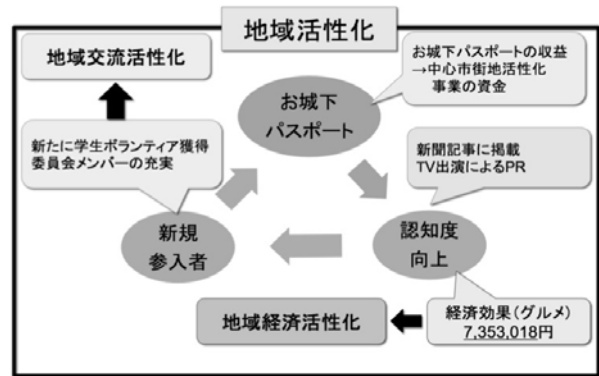 地域活性化
地域交流活性化
お城下パスポートの収益
→中心市街地活性化
事業の資金
お城下
パスポート
新たに学生ボランティア獲得
委員会メンバーの充実
新聞記事に掲載
TV出演によるPR
新規
参入者
認知度
向上
地域経済活性化
経済効果(グルメ)
7,353,018円